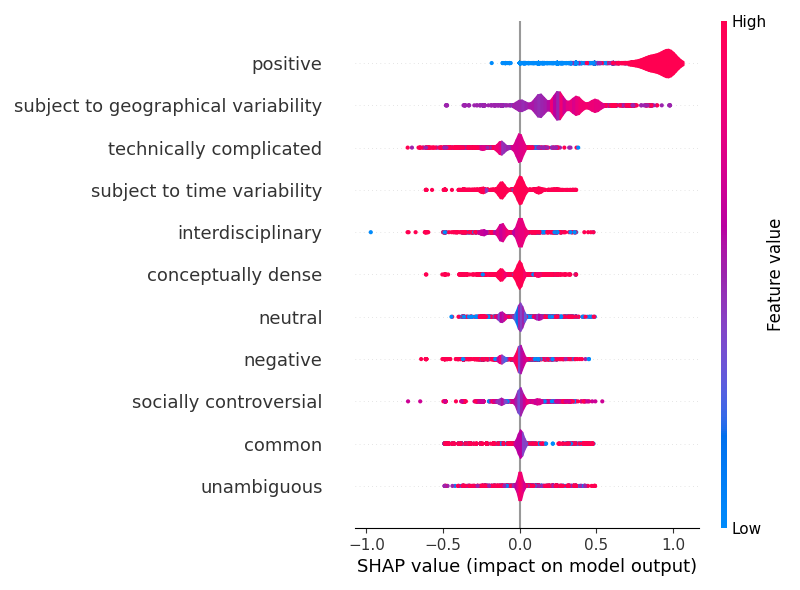 High
positive
subject to geographical variability
technically complicated
subject to time variability
interdisciplinary
conceptually dense
neutral
negative
socially controversial
common
unambiguous
Feature value
Low
−1.0 −0.5 0.0 0.5 1.0
SHAP value (impact on model output)